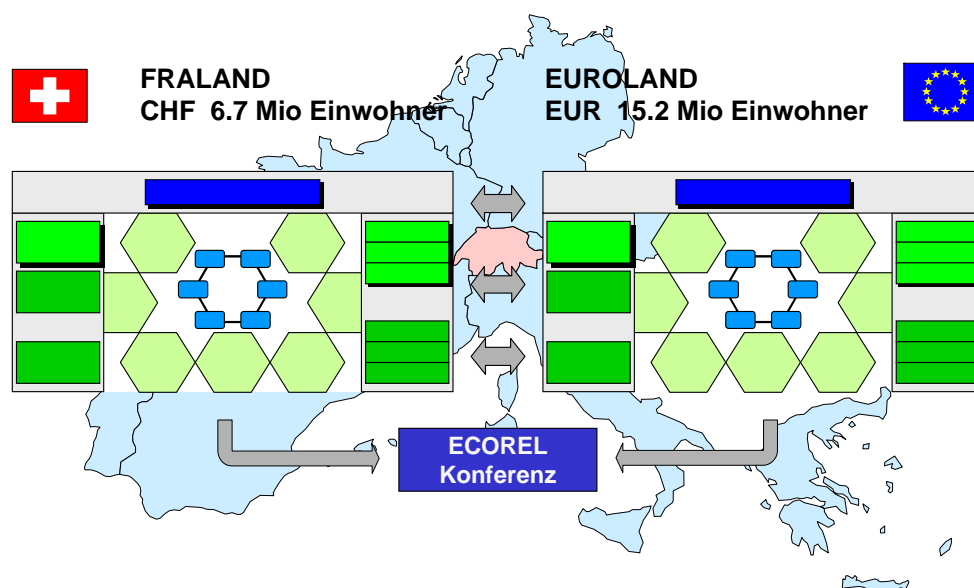 FRALAND
CHF 6.7 Mio Einwohner
EUROLAND
EUR 15.2 Mio Einwohner
ECOREL
Konferenz